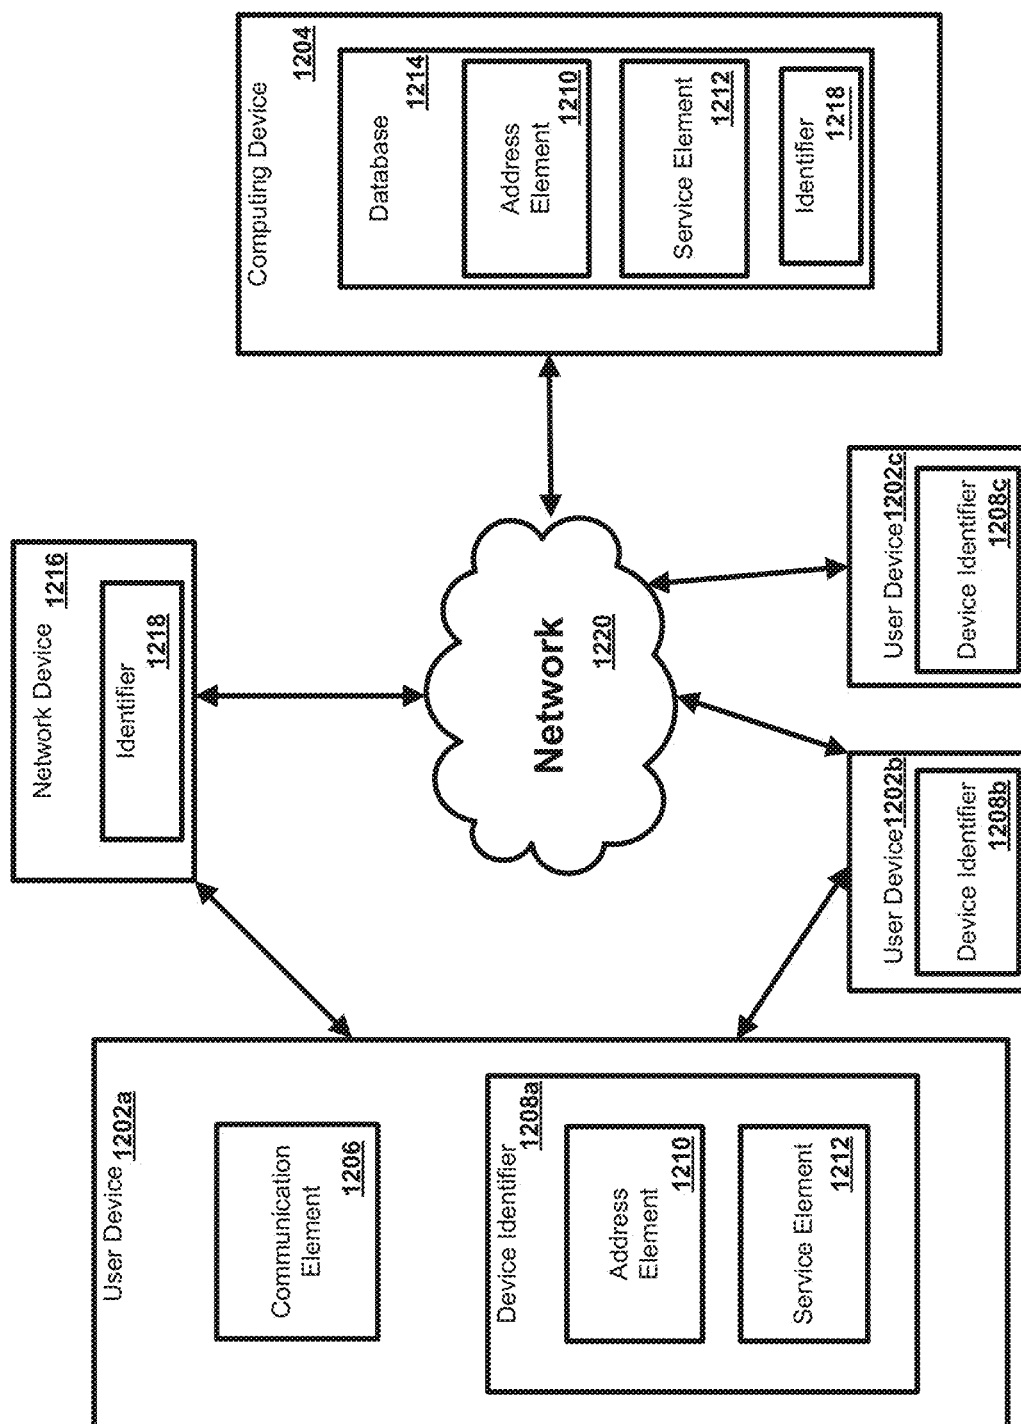 User Device 1202a
Communication
Element
1206
Device Identifier
1208a
Address
Element
1210
Service Element
1212
Network Device
1216
Identifier
1218
Network
1220
User Device 1202b
Device Identifier
1208b
User Device 1202c
Device Identifier
1208c
Computing Device
1204
Database
1214
Address
Element
1210
Service Element
1212
Identifier
1218